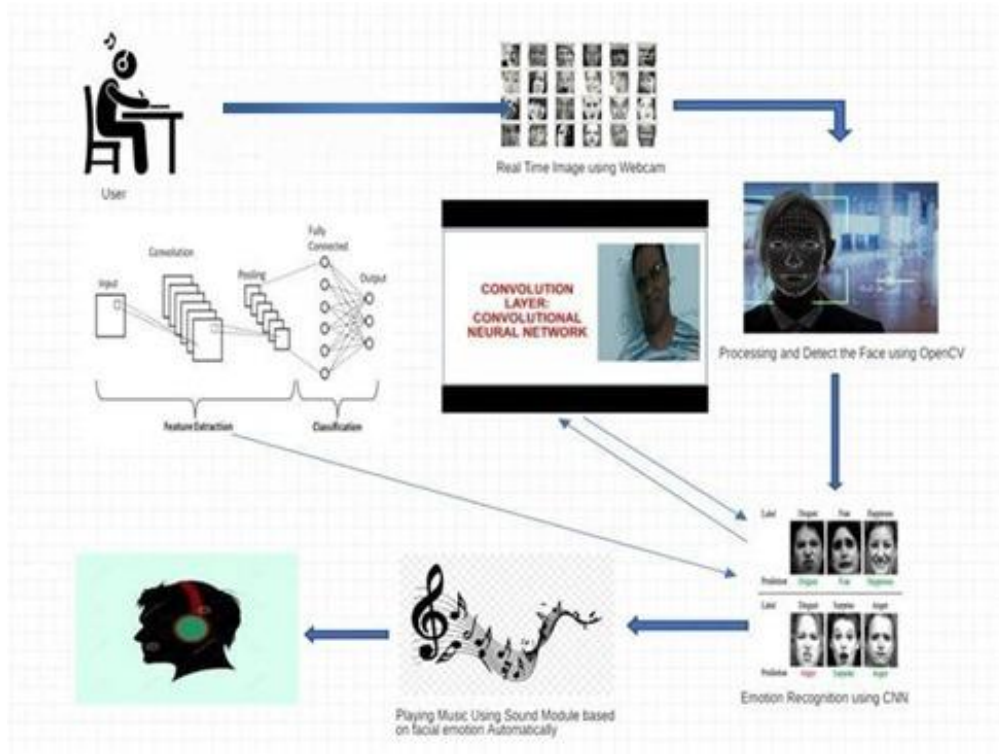 User
Real Time Image using Webcam
Input
Convolution
Pooling
Fully
Connected
Output
Feature Extraction
Classification
CONVOLUTION
LAYER:
CONVOLUTIONAL
NEURAL NETWORK
Processing and Detect the Face using OpenCV
Label Disgust Fear Happiness
Prediction Disgust Fear Happiness
Label Disgust Surprise Anger
Prediction Anger Surprise Anger
Emotion Recognition using CNN
Playing Music Using Sound Module based
on facial emotion Automatically